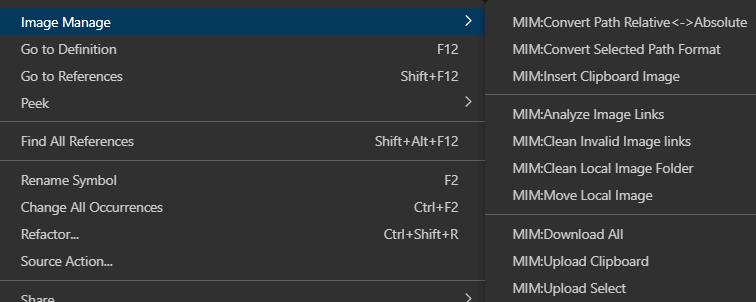 Image Manage
Go to Definition F12
Go to References Shift+F12
Peek
Find All References Shift+Alt+F12
Rename Symbol F2
Change All Occurrences Ctrl+F2
Refactor... Ctrl+Shift+R
Source Action...
Share
MIM:Convert Path Relative<->Absolute
MIM:Convert Selected Path Format
MIM:Insert Clipboard Image
MIM:Analyze Image Links
MIM:Clean Invalid Image links
MIM:Clean Local Image Folder
MIM:Move Local Image
MIM:Download All
MIM:Upload Clipboard
MIM:Upload Select